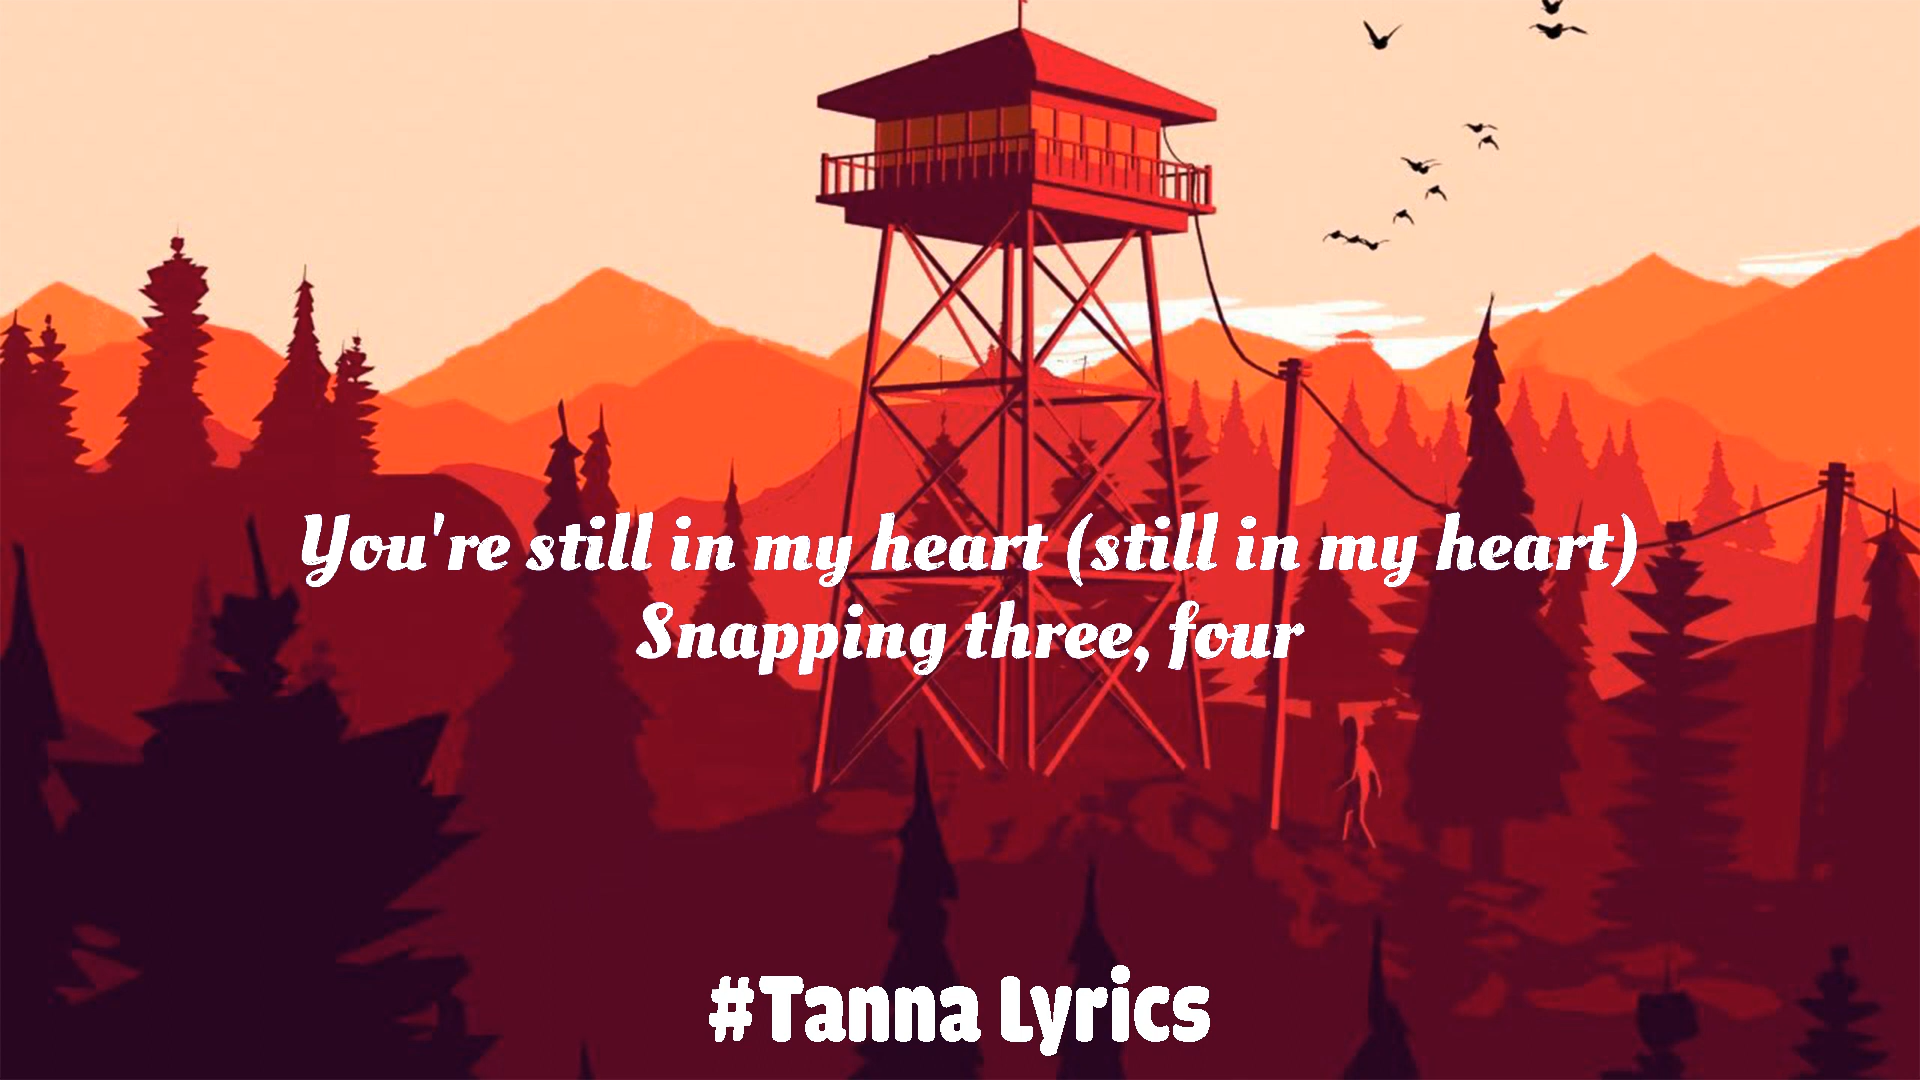 You're still in my heart (still in my heart)
Snapping three, four
#Tanna Lyrics